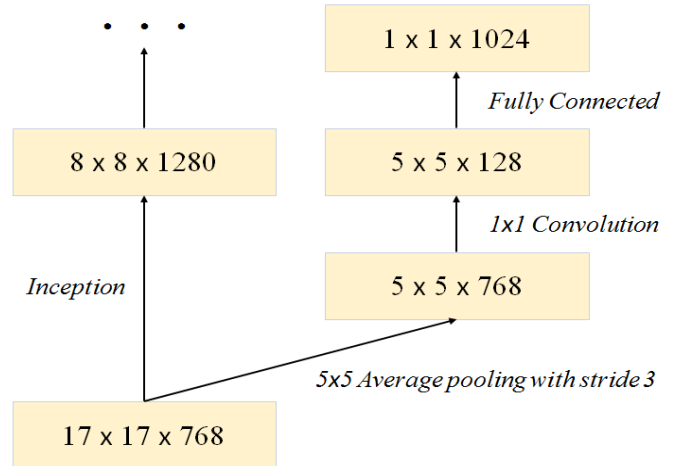 . . .
1 x 1 x 1024
Fully Connected
8 x 8 x 1280
5 x 5 x 128
1x1 Convolution
Inception
5 x 5 x 768
5x5 Average pooling with stride 3
17 x 17 x 768